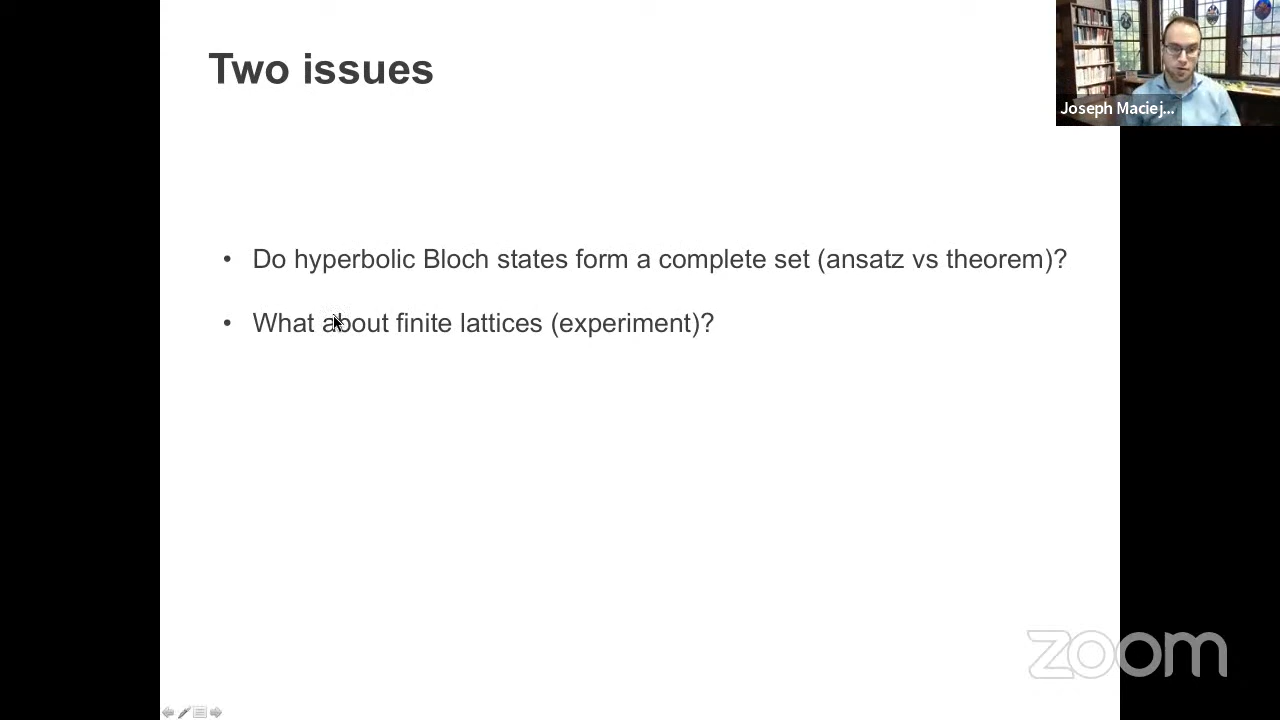 Two issues
Joseph Maciej...
• Do hyperbolic Bloch states form a complete set (ansatz vs theorem)?
• What about finite lattices (experiment)?
zoom